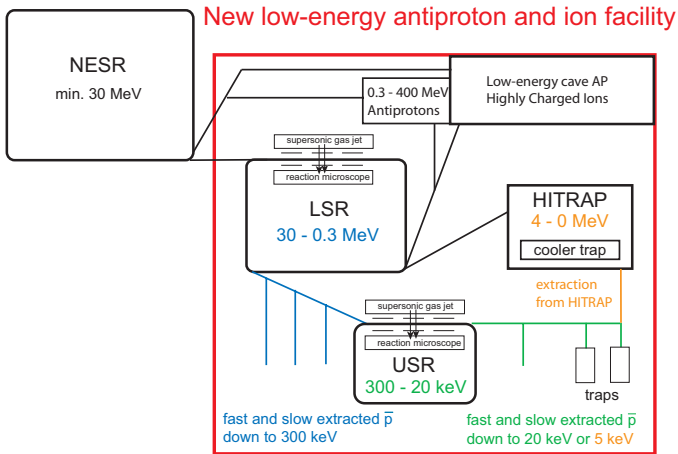 New low-energy antiproton and ion facility
NESR
min. 30 MeV
0.3 - 400 MeV
Antiprotons
Low-energy cave AP
Highly Charged Ions
supersonic gas jet
reaction microscope
LSR
30 - 0.3 MeV
HITRAP
4 - 0 MeV
cooler trap
extraction
from HITRAP
supersonic gas jet
reaction microscope
USR
300 - 20 keV
traps
fast and slow extracted p̅
down to 300 keV
fast and slow extracted p̅
down to 20 keV or 5 keV